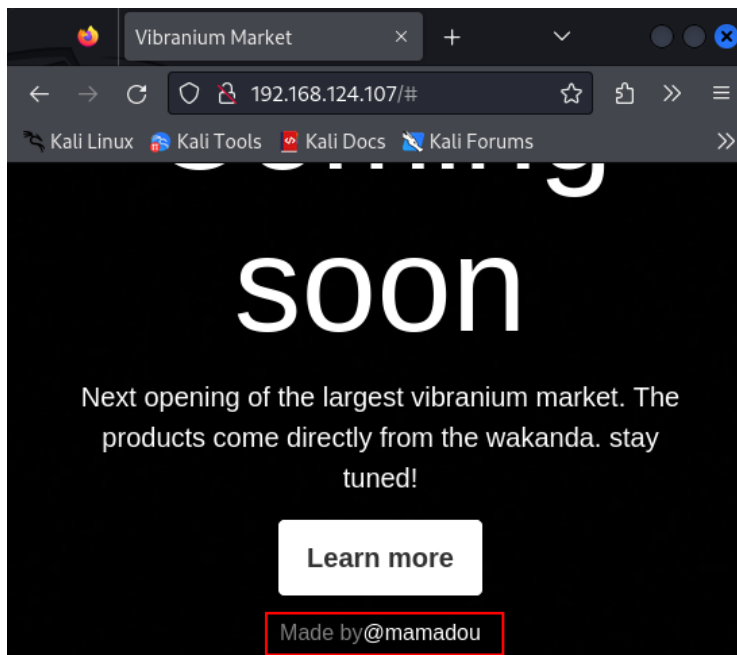 Vibranium Market
192.168.124.107/#
Kali Linux Kali Tools Kali Docs Kali Forums
Coming
soon
Next opening of the largest vibranium market. The
products come directly from the wakanda. stay
tuned!
Learn more
Made by@mamadou